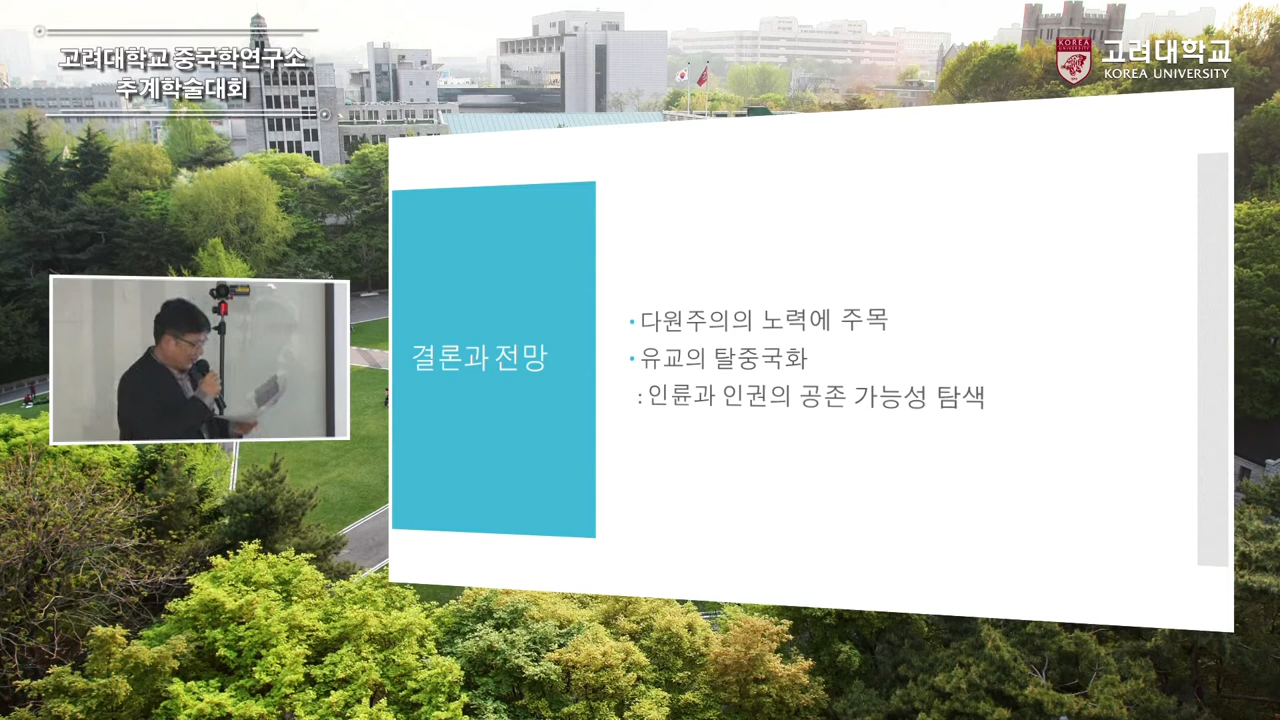 고려대학교 중국학연구소
추계학술대회
KOREA
고려대학교
KOREA UNIVERSITY
결론과 전망
• 다원주의의 노력에 주목
• 유교의 탈중국화
: 인륜과 인권의 공존 가능성 탐색